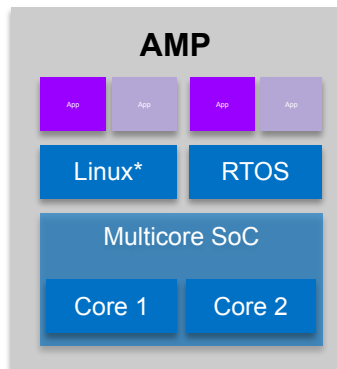 AMP
App App App App
Linux* RTOS
Multicore SoC
Core 1 Core 2